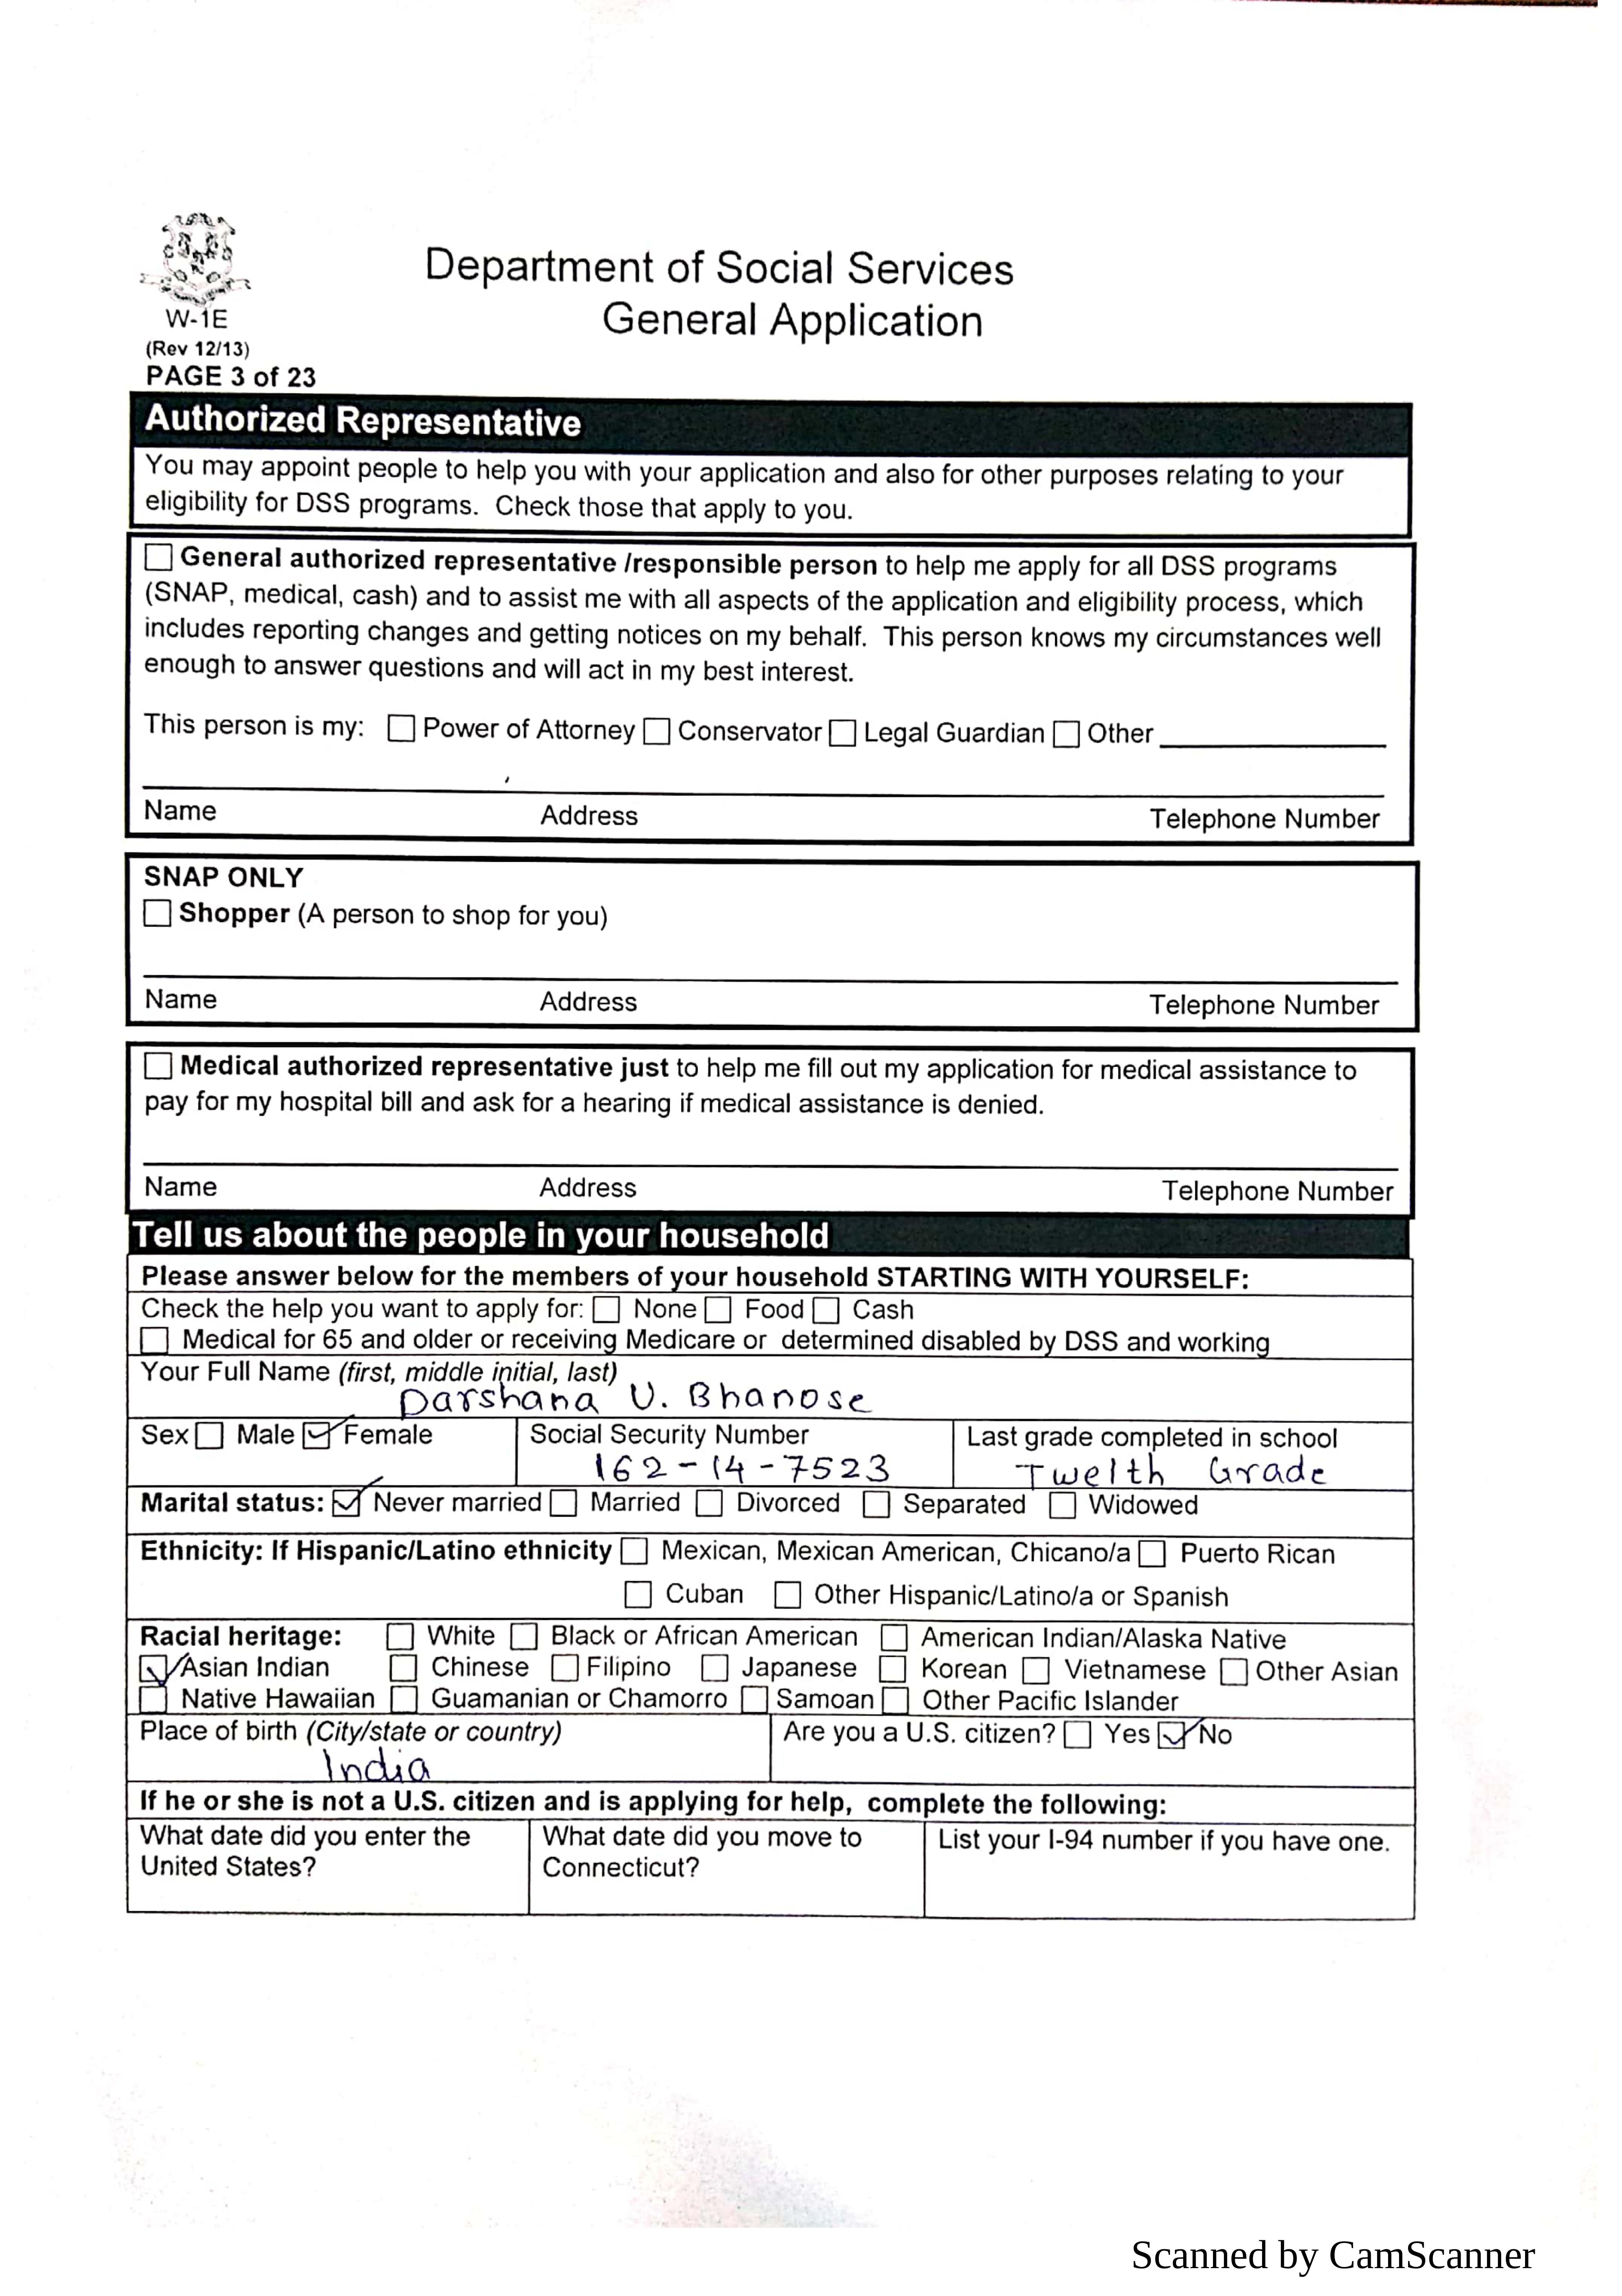 W-1E
(Rev 12/13)
PAGE 3 of 23
Department of Social Services
General Application
Authorized Representative
You may appoint people to help you with your application and also for other purposes relating to your
eligibility for DSS programs. Check those that apply to you.
☐ General authorized representative /responsible person to help me apply for all DSS programs
(SNAP, medical, cash) and to assist me with all aspects of the application and eligibility process, which
includes reporting changes and getting notices on my behalf. This person knows my circumstances well
enough to answer questions and will act in my best interest.
This person is my: ☐ Power of Attorney ☐ Conservator ☐ Legal Guardian ☐ Other
Name Address Telephone Number
SNAP ONLY
☐ Shopper (A person to shop for you)
Name Address Telephone Number
☐ Medical authorized representative just to help me fill out my application for medical assistance to
pay for my hospital bill and ask for a hearing if medical assistance is denied.
Name Address Telephone Number
Tell us about the people in your household
Please answer below for the members of your household STARTING WITH YOURSELF:
Check the help you want to apply for: ☐ None ☐ Food ☐ Cash
☐ Medical for 65 and older or receiving Medicare or determined disabled by DSS and working
Your Full Name (first, middle initial, last)
Darshana U. Bhanose
Sex ☐ Male ☑ Female Social Security Number Last grade completed in school
162-14-7523 Twelth Grade
Marital status: ☑ Never married ☐ Married ☐ Divorced ☐ Separated ☐ Widowed
Ethnicity: If Hispanic/Latino ethnicity ☐ Mexican, Mexican American, Chicano/a ☐ Puerto Rican
☐ Cuban ☐ Other Hispanic/Latino/a or Spanish
Racial heritage: ☐ White ☐ Black or African American ☐ American Indian/Alaska Native
☑ Asian Indian ☐ Chinese ☐ Filipino ☐ Japanese ☐ Korean ☐ Vietnamese ☐ Other Asian
☐ Native Hawaiian ☐ Guamanian or Chamorro ☐ Samoan ☐ Other Pacific Islander
Place of birth (City/state or country) Are you a U.S. citizen? ☐ Yes ☑ No
India
If he or she is not a U.S. citizen and is applying for help, complete the following:
What date did you enter the What date did you move to List your I-94 number if you have one.
United States? Connecticut?
Scanned by CamScanner